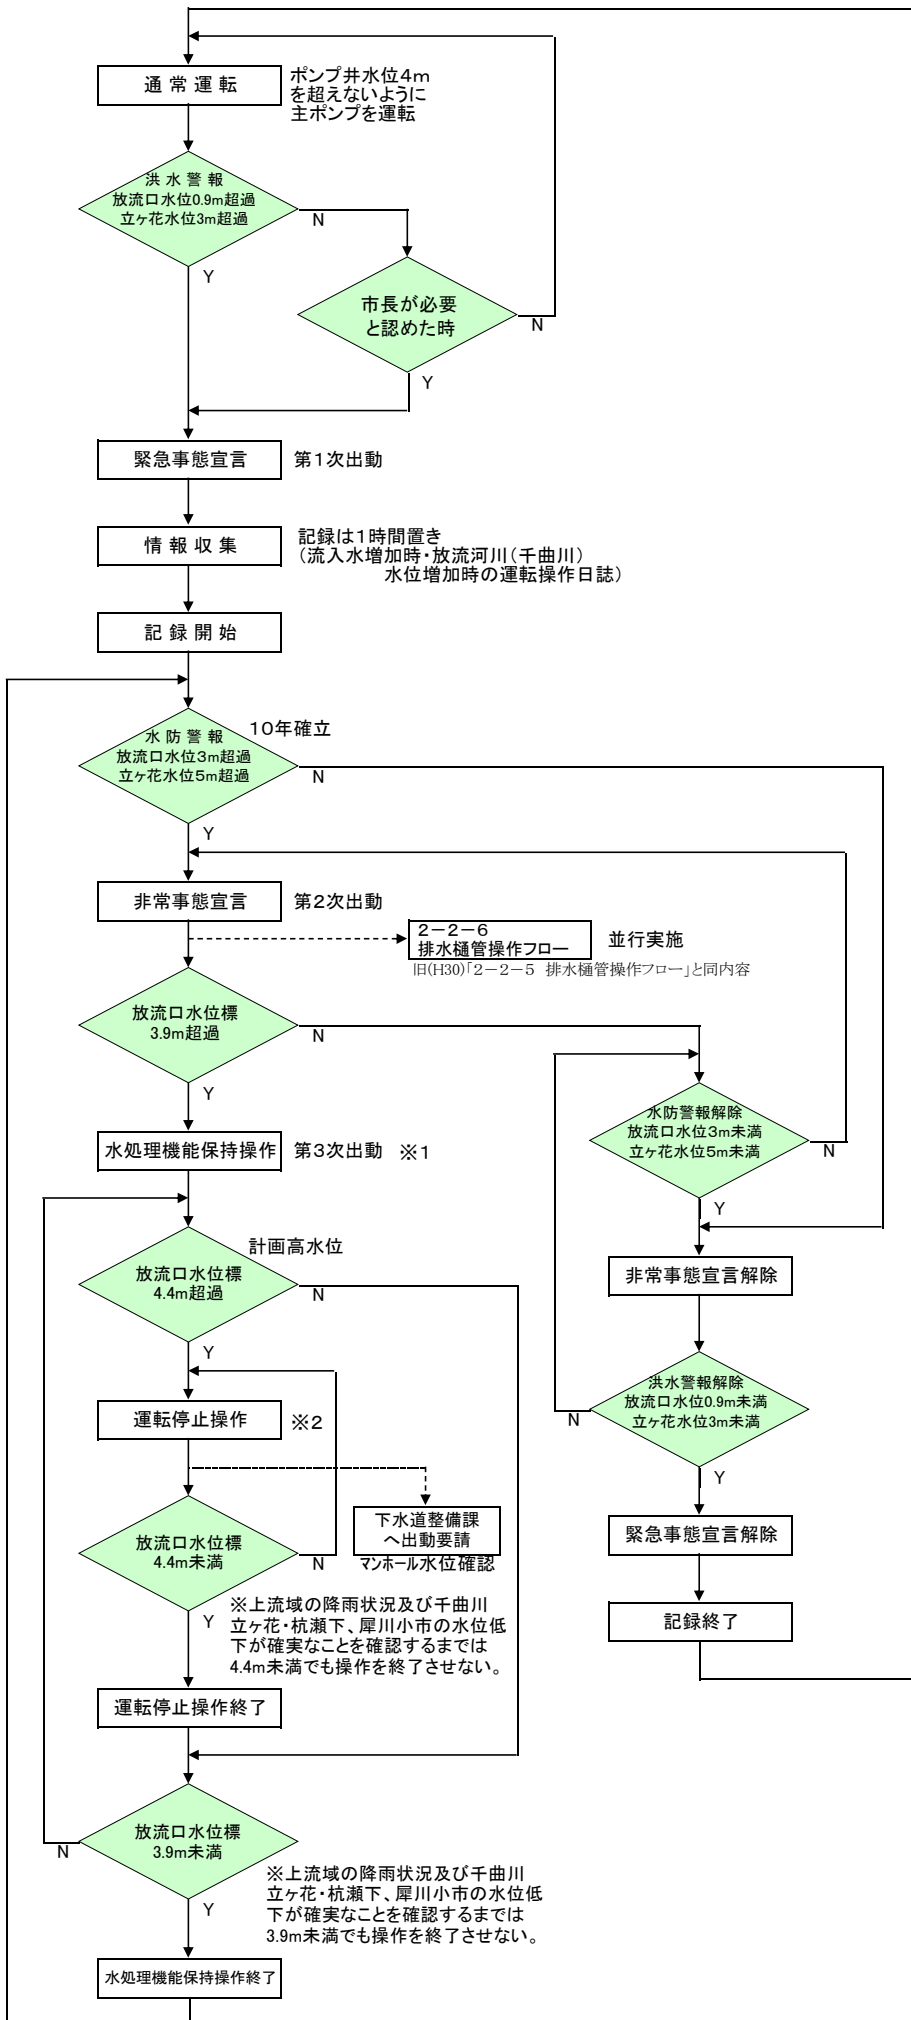 通 常 運 転
ポンプ井水位4m
を超えないように
主ポンプを運転
洪 水 警 報
放流口水位0.9m超過
立ヶ花水位3m超過
N
Y
市長が必要
と認めた時
N
Y
緊急事態宣言
第1次出動
情 報 収 集
記録は1時間置き
(流入水増加時・放流河川(千曲川)
水位増加時の運転操作日誌)
記 録 開 始
10年確立
水 防 警 報
放流口水位3m超過
立ヶ花水位5m超過
N
Y
非常事態宣言
第2次出動
2-2-6
排水樋管操作フロー
並行実施
旧(H30)「2-2-5 排水樋管操作フロー」と同内容
放流口水位標
3.9m超過
N
Y
水防警報解除
放流口水位3m未満
立ヶ花水位5m未満
N
Y
水処理機能保持操作
第3次出動 ※1
計画高水位
放流口水位標
4.4m超過
N
Y
非常事態宣言解除
洪水警報解除
放流口水位0.9m未満
立ヶ花水位3m未満
N
Y
運転停止操作
※2
下水道整備課
へ出動要請
マンホール水位確認
放流口水位標
4.4m未満
N
Y
緊急事態宣言解除
記録終了
※上流域の降雨状況及び千曲川
立ヶ花・杭瀬下、犀川小市の水位低
下が確実なことを確認するまでは
4.4m未満でも操作を終了させない。
運転停止操作終了
放流口水位標
3.9m未満
N
Y
※上流域の降雨状況及び千曲川
立ヶ花・杭瀬下、犀川小市の水位低
下が確実なことを確認するまでは
3.9m未満でも操作を終了させない。
水処理機能保持操作終了